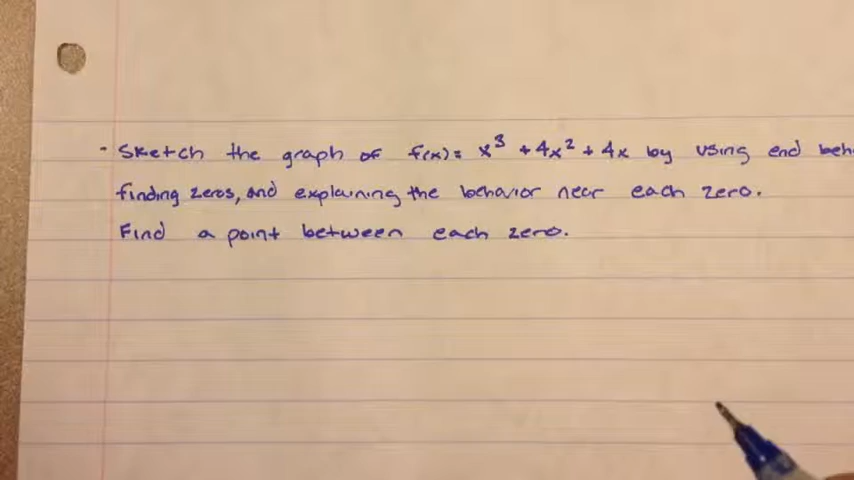 - Sketch the graph of f(x)= x³ + 4x² + 4x by using end beh
finding zeros, and explaining the behavior near each zero.
Find a point between each zero.